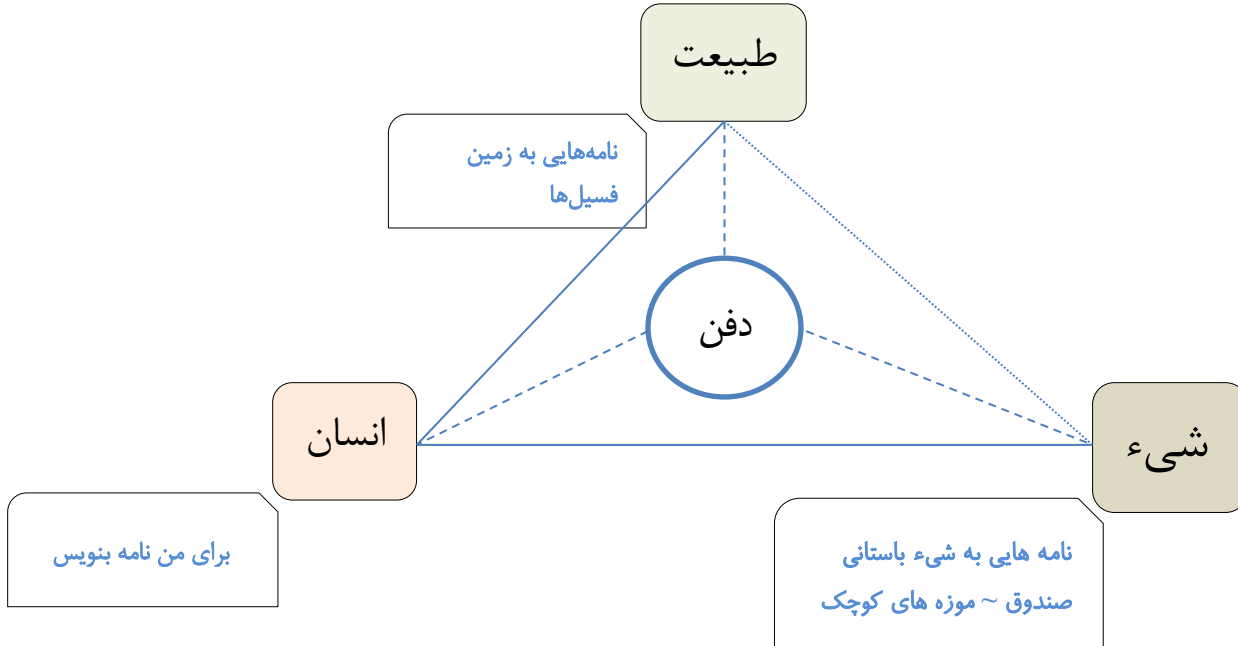 طبیعت
نامه‌هایی به زمین
فسیل‌ها
دفن
شیء
انسان
نامه هایی به شیء باستانی
صندوق ~ موزه های کوچک
برای من نامه بنویس